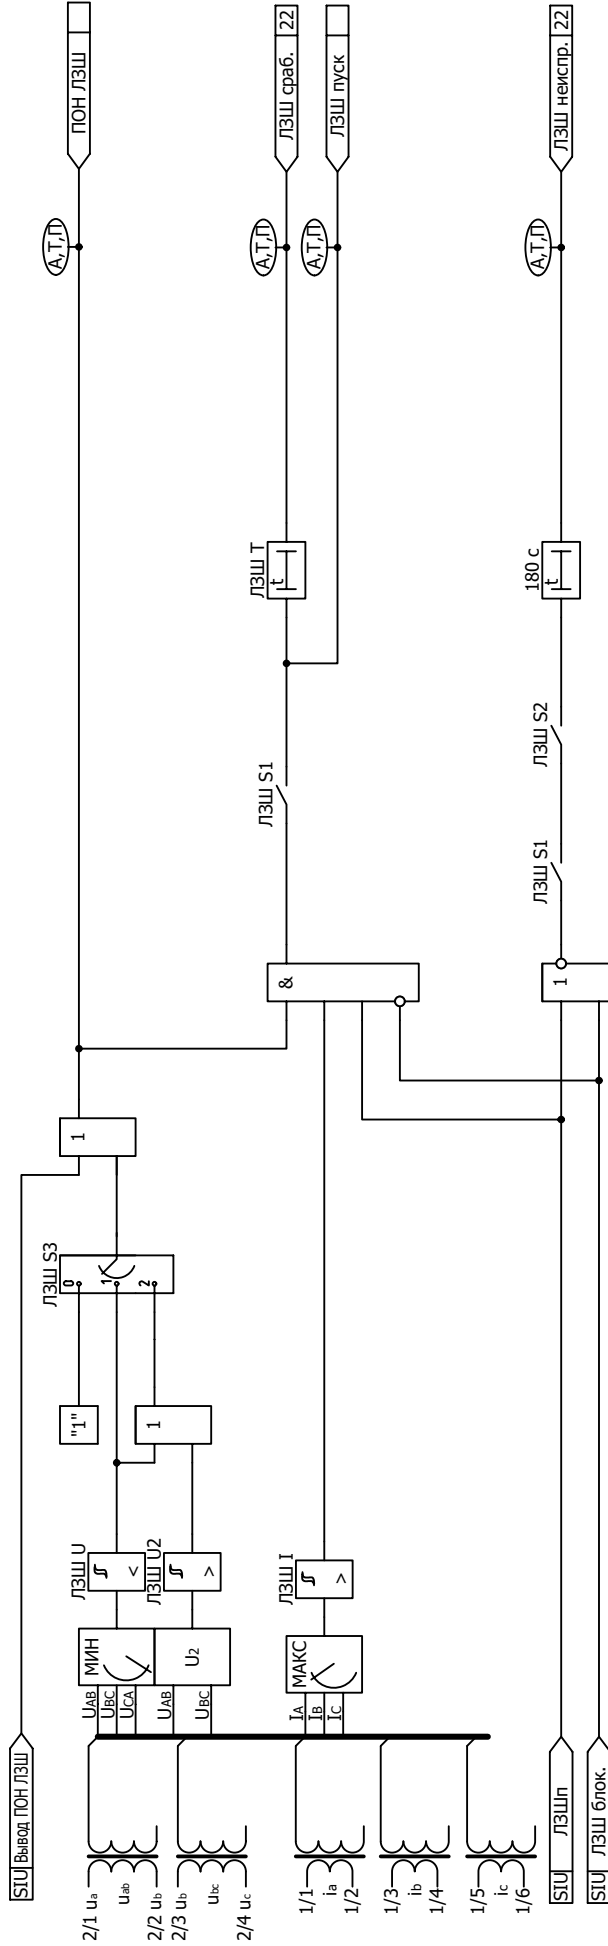 SIU Вывод ПОН ЛЗШ
ПОН ЛЗШ
А,Т,П
2/1 ua
uab
2/2 ub
2/3 ub
ubc
2/4 uc
UAB
UBC
UCA
UAB
UBC
МИН
U2
ЛЗШ U
<
ЛЗШ U2
>
"1"
1
ЛЗШ S3
0
1
2
1
ЛЗШ сраб. 22
А,Т,П
ЛЗШ пуск
А,Т,П
ЛЗШ T
t
ЛЗШ S1
&
1/1
ia
1/2
1/3
ib
1/4
1/5
ic
1/6
IA
IB
IC
МАКС
ЛЗШ I
>
SIU ЛЗШп
SIU ЛЗШ блок.
1
ЛЗШ S1
ЛЗШ S2
180 с
t
А,Т,П
ЛЗШ неиспр. 22